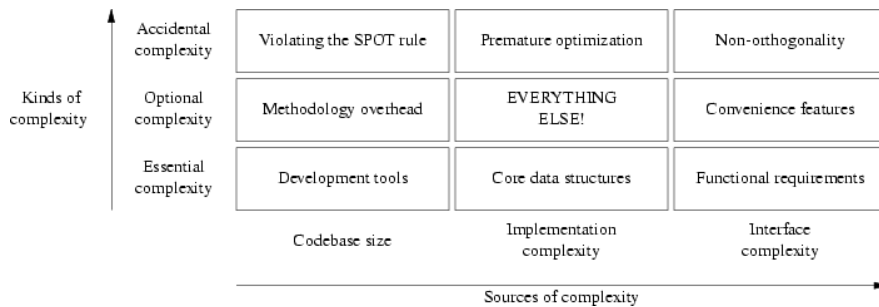 Accidental
complexity
Violating the SPOT rule
Premature optimization
Non-orthogonality
Kinds of
complexity
Optional
complexity
Methodology overhead
EVERYTHING
ELSE!
Convenience features
Essential
complexity
Development tools
Core data structures
Functional requirements
Codebase size
Implementation
complexity
Interface
complexity
Sources of complexity